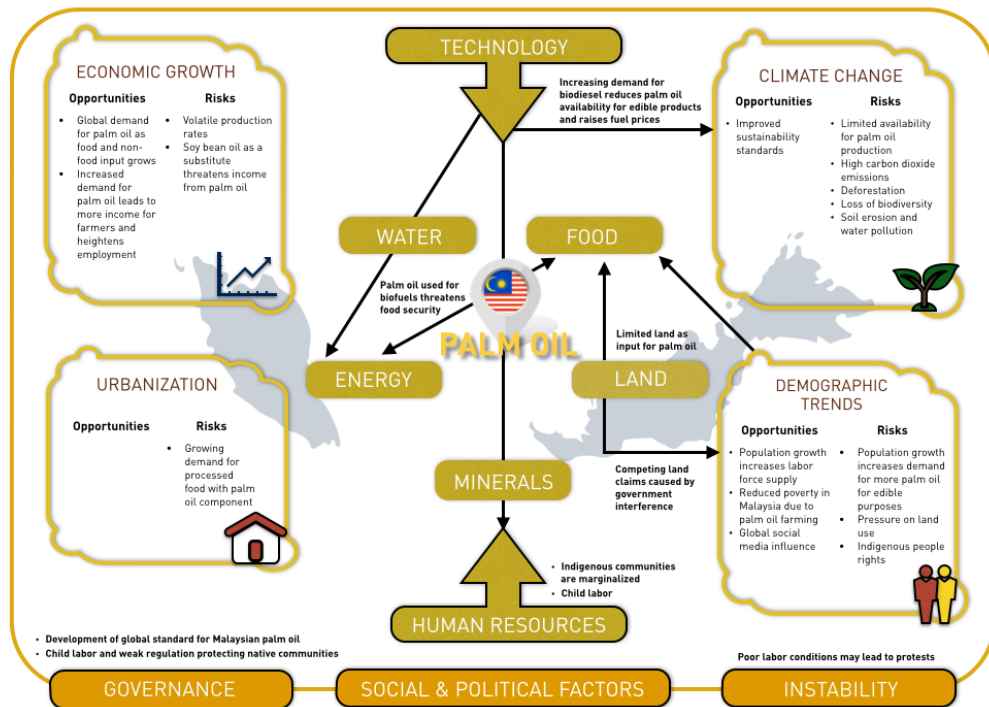 TECHNOLOGY
ECONOMIC GROWTH
Opportunities
• Global demand
for palm oil as
food and non-
food input grows
• Increased
demand for
palm oil leads to
more income for
farmers and
heightens
employment
Risks
• Volatile production
rates
• Soy bean oil as a
substitute
threatens income
from palm oil
Increasing demand for
biodiesel reduces palm oil
availability for edible products
and raises fuel prices
CLIMATE CHANGE
Opportunities
• Improved
sustainability
standards
Risks
• Limited availability
for palm oil
production
• High carbon dioxide
emissions
• Deforestation
• Loss of biodiversity
• Soil erosion and
water pollution
WATER
FOOD
Palm oil used for
biofuels threatens
food security
PALM OIL
Limited land as
input for palm oil
ENERGY
LAND
URBANIZATION
Opportunities
Risks
• Growing
demand for
processed
food with palm
oil component
DEMOGRAPHIC
TRENDS
Opportunities
• Population growth
increases labor
force supply
• Reduced poverty in
Malaysia due to
palm oil farming
• Global social
media influence
Risks
• Population growth
increases demand
for more palm oil
for edible
purposes
• Pressure on land
use
• Indigenous people
rights
MINERALS
Competing land
claims caused by
government
interference
• Indigenous communities
are marginalized
• Child labor
HUMAN RESOURCES
• Development of global standard for Malaysian palm oil
• Child labor and weak regulation protecting native communities
Poor labor conditions may lead to protests
GOVERNANCE
SOCIAL & POLITICAL FACTORS
INSTABILITY